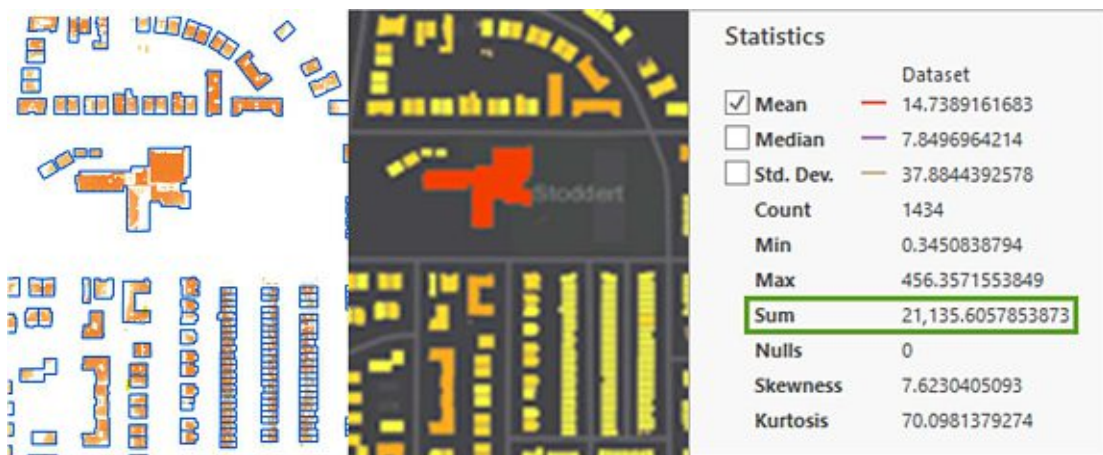 Stoddert
Statistics
Dataset
Mean 14.7389161683
Median 7.8496964214
Std. Dev. 37.8844392578
Count 1434
Min 0.3450838794
Max 456.3571553849
Sum 21,135.6057853873
Nulls 0
Skewness 7.6230405093
Kurtosis 70.0981379274